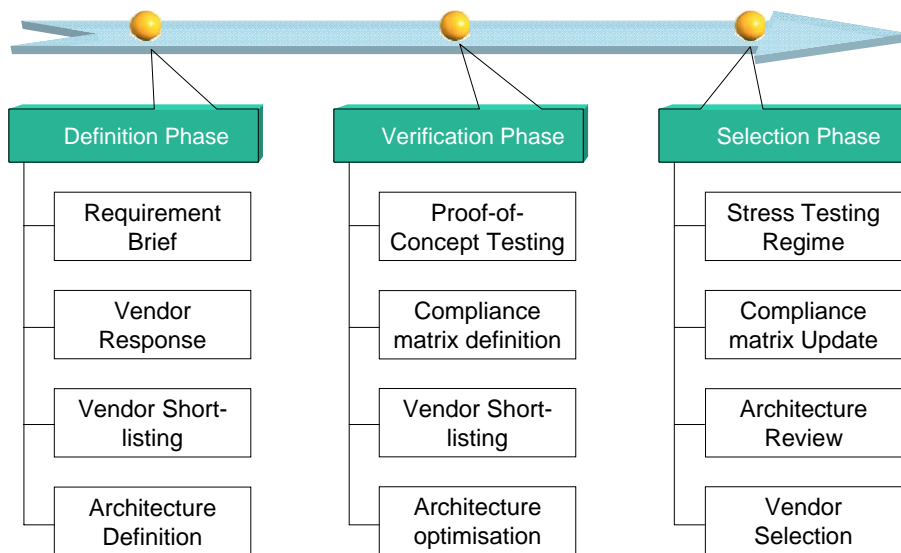 Definition Phase
Requirement
Brief
Vendor
Response
Vendor Short-
listing
Architecture
Definition
Verification Phase
Proof-of-
Concept Testing
Compliance
matrix definition
Vendor Short-
listing
Architecture
optimisation
Selection Phase
Stress Testing
Regime
Compliance
matrix Update
Architecture
Review
Vendor
Selection